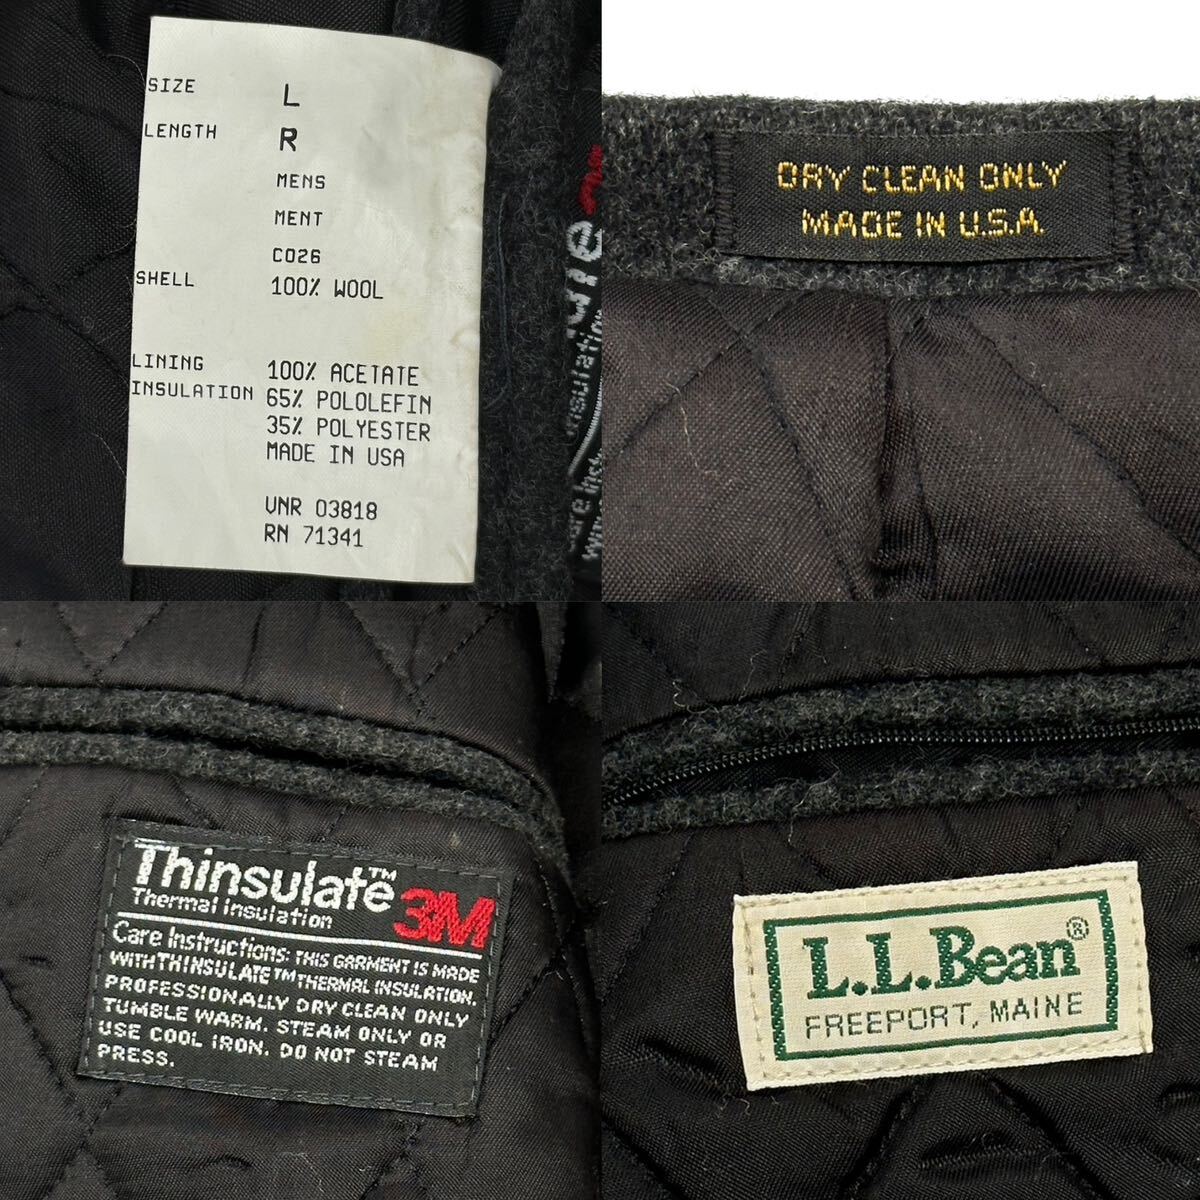 SIZE L
LENGTH R
MENS
MENT
C026
SHELL 100% WOOL
LINING 100% ACETATE
INSULATION 65% POLOLEFIN
35% POLYESTER
MADE IN USA
VNR 03818
RN 71341
DRY CLEAN ONLY
MADE IN U.S.A.
Thinsulate™ 3M
Thermal Insulation
Care Instructions: THIS GARMENT IS MADE
WITH THINSULATE™ THERMAL INSULATION.
PROFESSIONALLY DRY CLEAN ONLY
TUMBLE WARM. STEAM ONLY OR
USE COOL IRON. DO NOT STEAM
PRESS.
L.L.Bean®
FREEPORT, MAINE